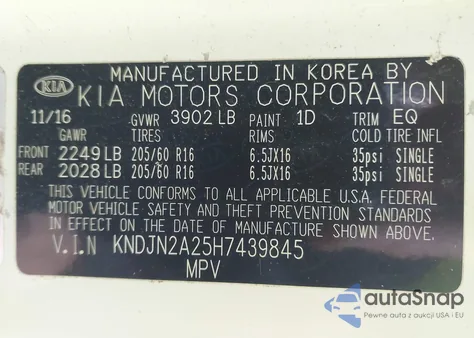 MANUFACTURED IN KOREA BY
KIA KIA MOTORS CORPORATION
11/16 GVWR 3902 LB PAINT 1D TRIM EQ
GAWR TIRES RIMS COLD TIRE INFL
FRONT 2249 LB 205/60 R16 6.5JX16 35psi SINGLE
REAR 2028 LB 205/60 R16 6.5JX16 35psi SINGLE
THIS VEHICLE CONFORMS TO ALL APPLICABLE U.S.A. FEDERAL
MOTOR VEHICLE SAFETY AND THEFT PREVENTION STANDARDS
IN EFFECT ON THE DATE OF MANUFACTURE SHOWN ABOVE.
V.I.N KNDJN2A25H7439845
MPV
autoSnap
Pewne auta z aukcji USA i EU